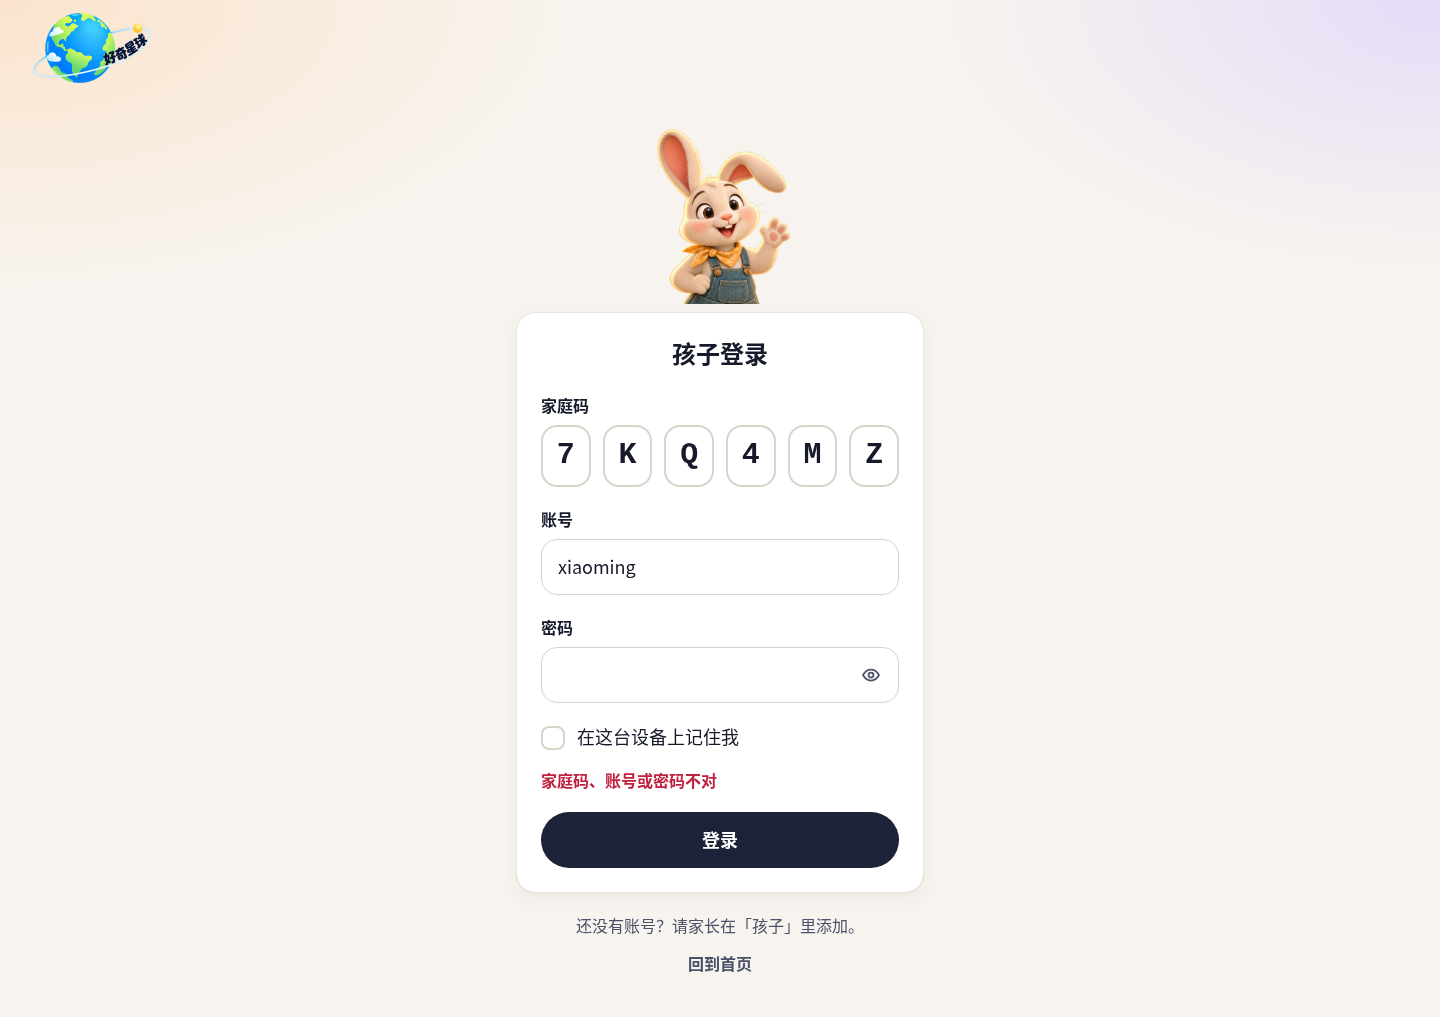 好奇星球
孩子登录
家庭码
7 K Q 4 M Z
账号
xiaoming
密码
在这台设备上记住我
家庭码、账号或密码不对
登录
还没有账号？请家长在「孩子」里添加。
回到首页